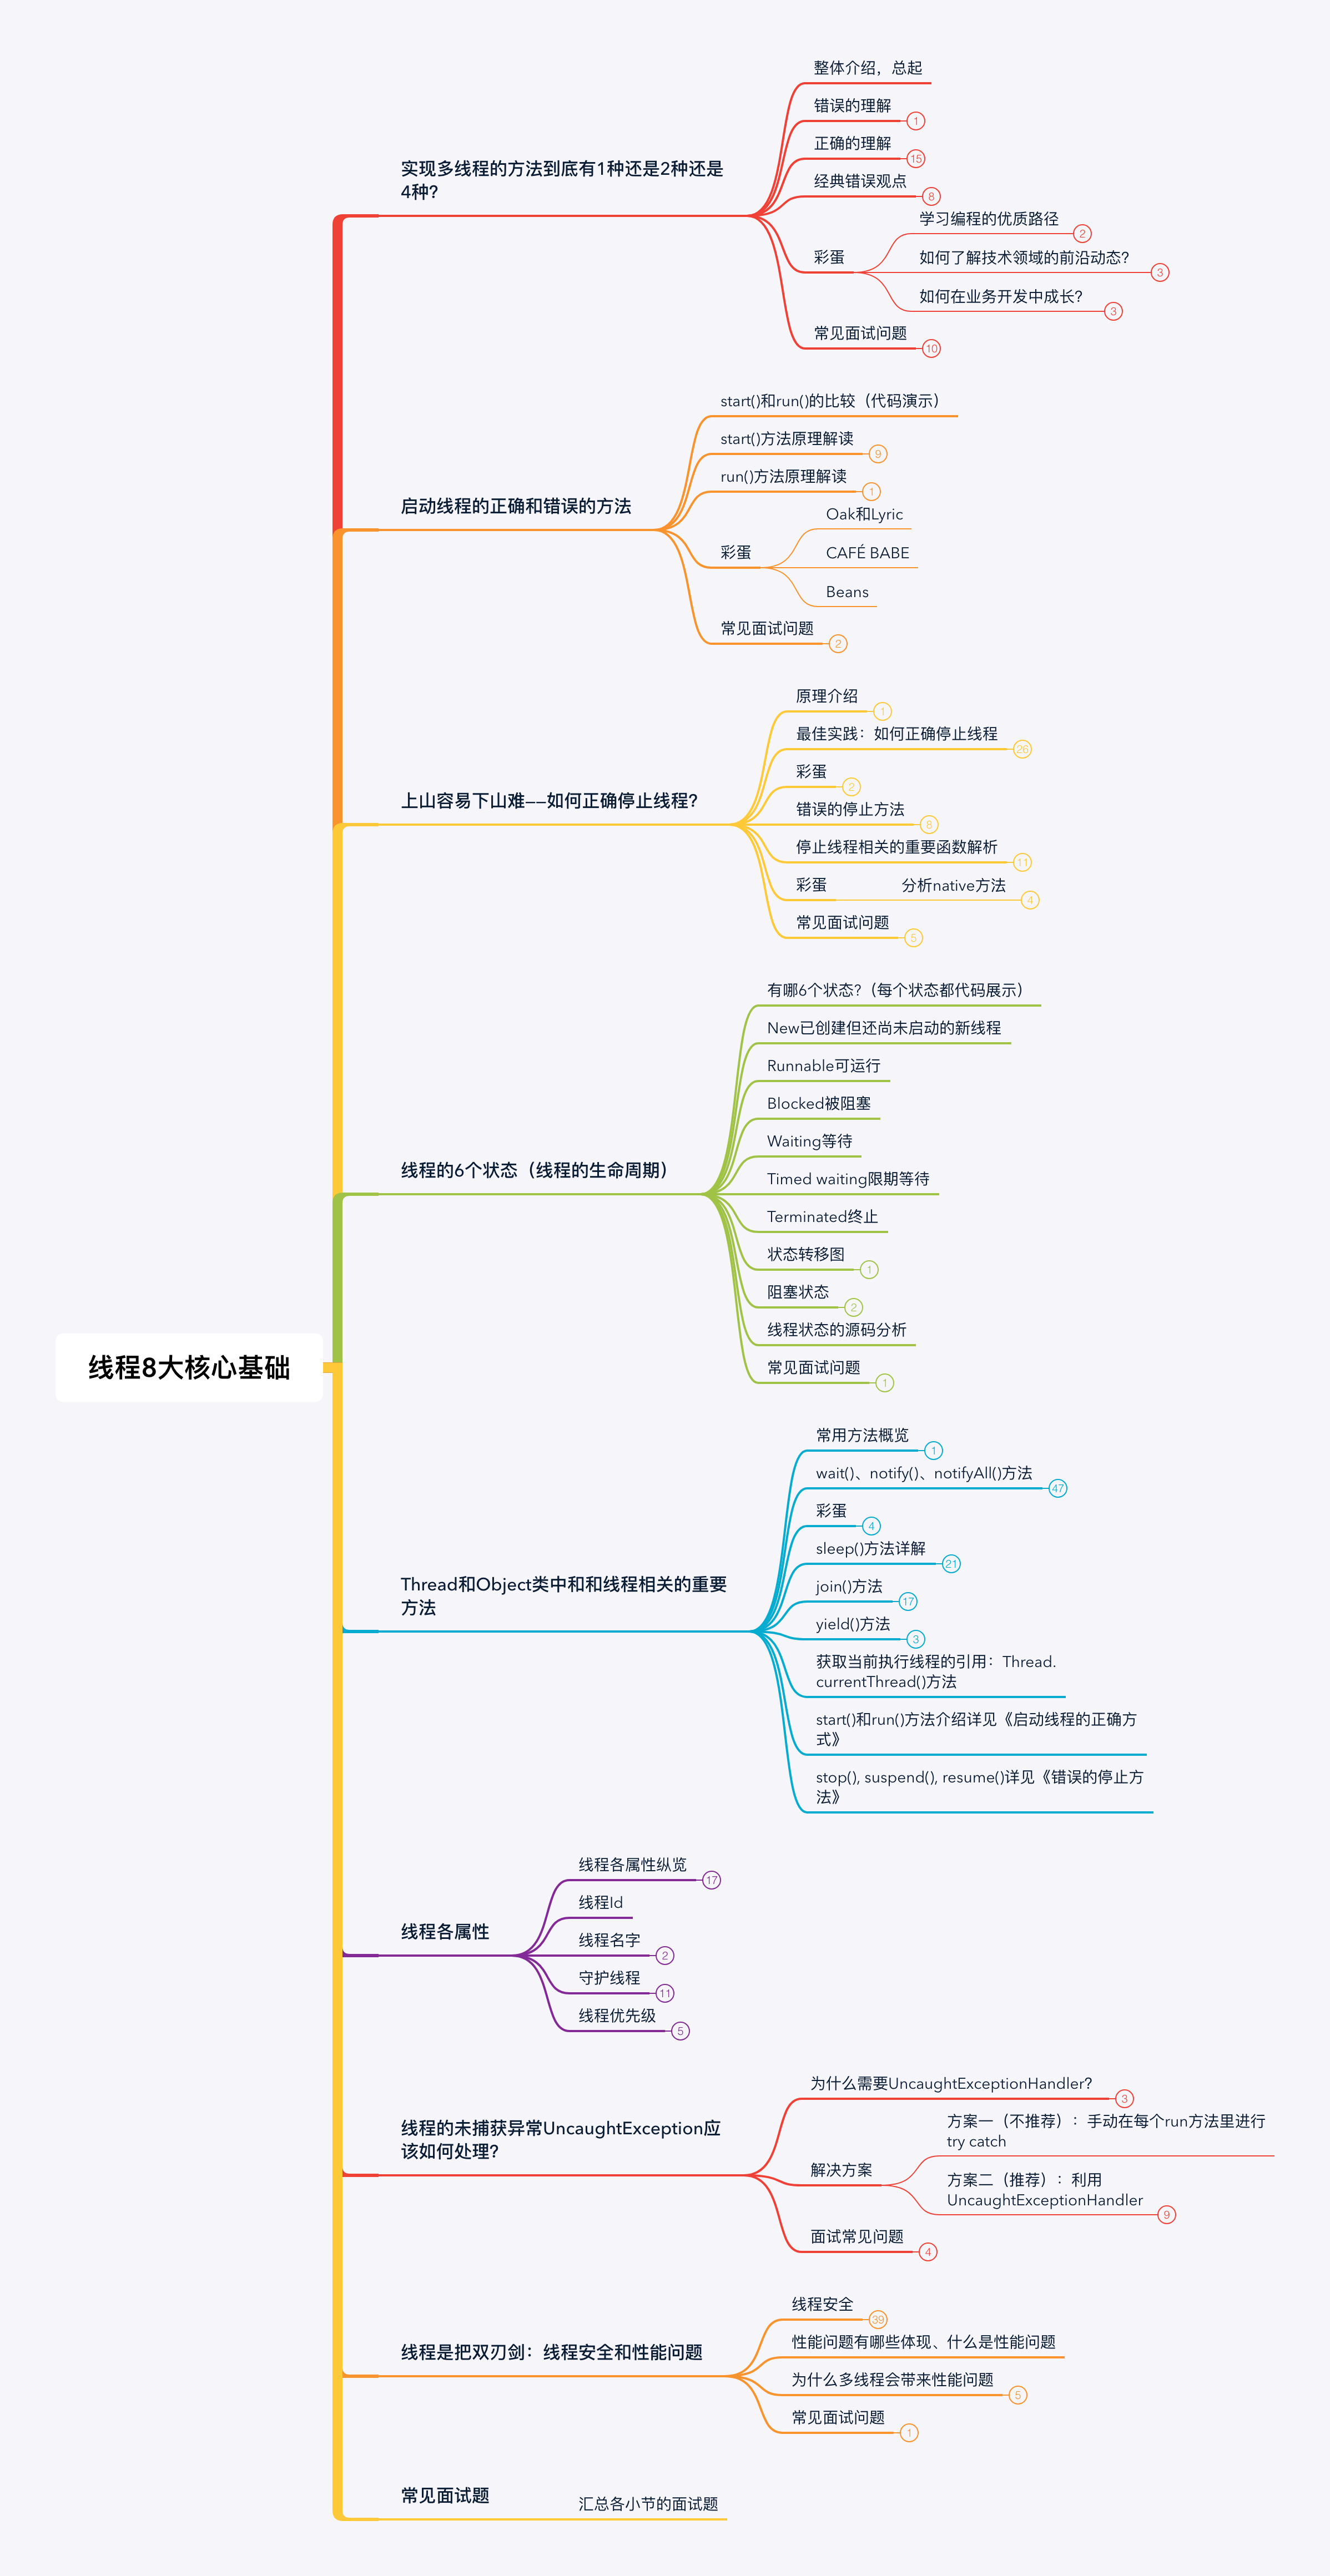 线程8大核心基础
实现多线程的方法到底有1种还是2种还是
4种?
整体介绍，总起
错误的理解
1
正确的理解
15
经典错误观点
8
彩蛋
学习编程的优质路径
2
如何了解技术领域的前沿动态?
3
如何在业务开发中成长?
3
常见面试问题
10
启动线程的正确和错误的方法
start()和run()的比较（代码演示）
start()方法原理解读
9
run()方法原理解读
1
彩蛋
Oak和Lyric
CAFÉ BABE
Beans
常见面试问题
2
上山容易下山难——如何正确停止线程?
原理介绍
1
最佳实践：如何正确停止线程
26
彩蛋
2
错误的停止方法
8
停止线程相关的重要函数解析
11
彩蛋
分析native方法
4
常见面试问题
5
线程的6个状态（线程的生命周期）
有哪6个状态?（每个状态都代码展示）
New已创建但还尚未启动的新线程
Runnable可运行
Blocked被阻塞
Waiting等待
Timed waiting限期等待
Terminated终止
状态转移图
1
阻塞状态
2
线程状态的源码分析
常见面试问题
1
Thread和Object类中和和线程相关的重要
方法
常用方法概览
1
wait()、notify()、notifyAll()方法
47
彩蛋
4
sleep()方法详解
21
join()方法
17
yield()方法
3
获取当前执行线程的引用：Thread.
currentThread()方法
start()和run()方法介绍详见《启动线程的正确方
式》
stop(), suspend(), resume()详见《错误的停止方
法》
线程各属性
线程各属性纵览
17
线程Id
线程名字
2
守护线程
11
线程优先级
5
线程的未捕获异常UncaughtException应
该如何处理?
为什么需要UncaughtExceptionHandler?
3
解决方案
方案一（不推荐）：手动在每个run方法里进行
try catch
方案二（推荐）：利用
UncaughtExceptionHandler
9
面试常见问题
4
线程是把双刃剑：线程安全和性能问题
线程安全
39
性能问题有哪些体现、什么是性能问题
为什么多线程会带来性能问题
5
常见面试问题
1
常见面试题
汇总各小节的面试题